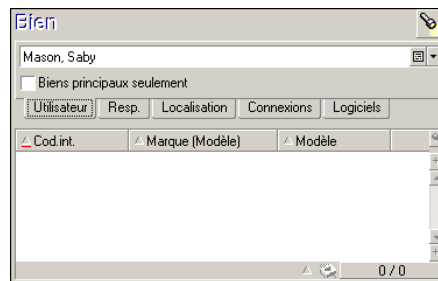 Bien
Mason, Saby
Biens principaux seulement
Utilisateur Resp. Localisation Connexions Logiciels
Cod.int. Marque (Modèle) Modèle
0 / 0